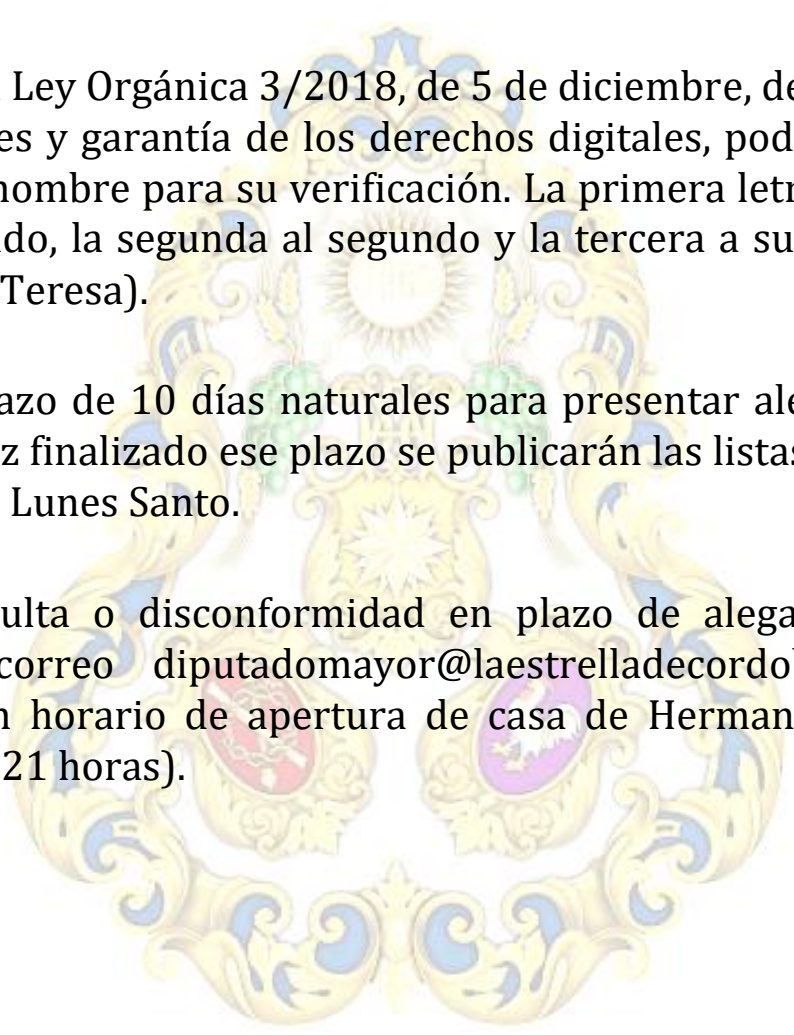 Ley Orgánica 3/2018, de 5 de diciembre, de
es y garantía de los derechos digitales, pod
nombre para su verificación. La primera letr
do, la segunda al segundo y la tercera a su
Teresa).
azo de 10 días naturales para presentar ale
z finalizado ese plazo se publicarán las listas
Lunes Santo.
ulta o disconformidad en plazo de alega
correo diputadomayor@laestrelladecordo
n horario de apertura de casa de Herman
21 horas).